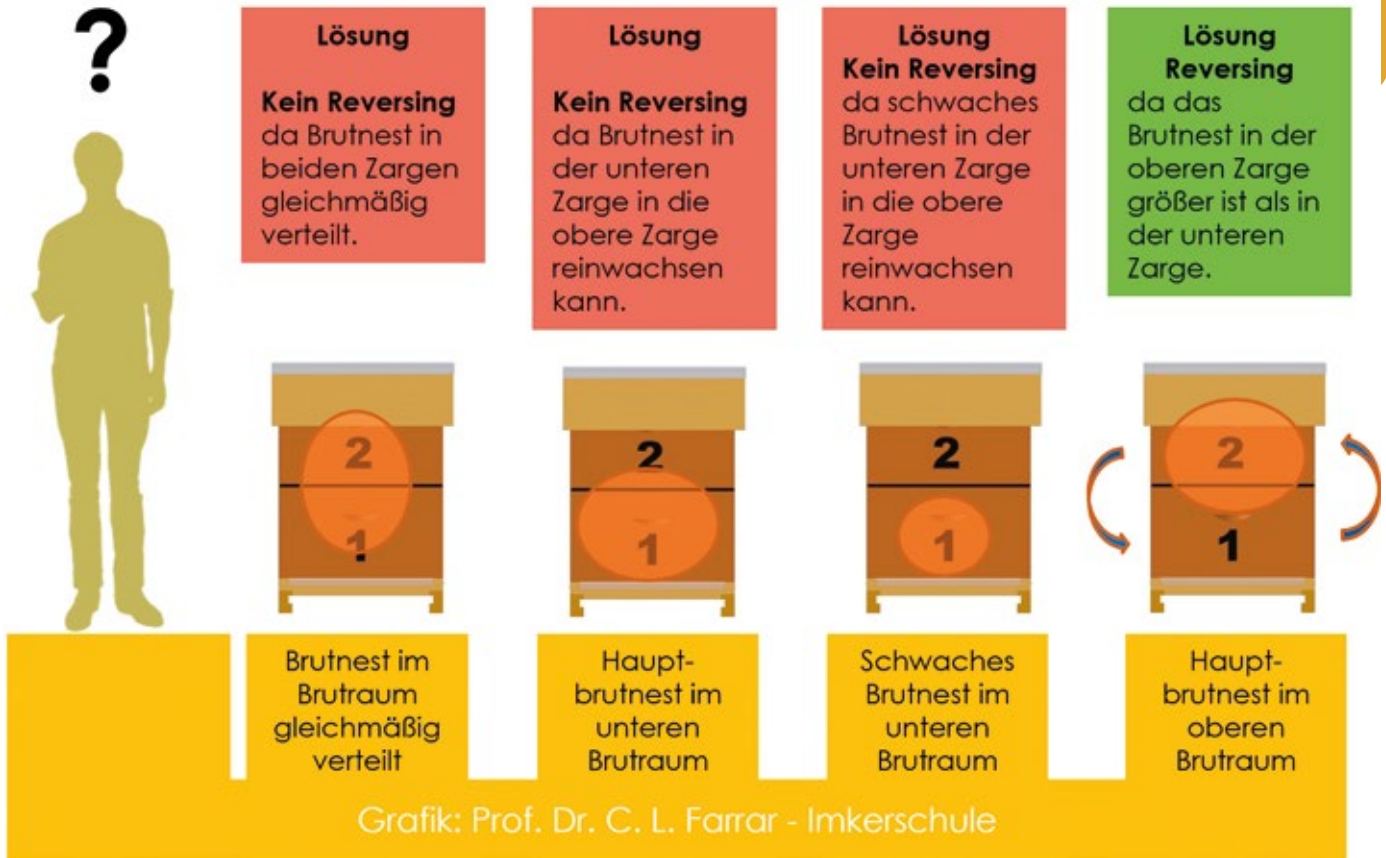 ?
Lösung
Kein Reversing
da Brutnest in
beiden Zargen
gleichmäßig
verteilt.
Lösung
Kein Reversing
da Brutnest in
der unteren
Zarge in die
obere Zarge
reinwachsen
kann.
Lösung
Kein Reversing
da schwaches
Brutnest in der
unteren Zarge
in die obere
Zarge
reinwachsen
kann.
Lösung
Reversing
da das
Brutnest in der
oberen Zarge
größer ist als in
der unteren
Zarge.
2
1
2
1
2
1
2
1
Brutnest im
Brutraum
gleichmäßig
verteilt
Haupt-
brutnest im
unteren
Brutraum
Schwaches
Brutnest im
unteren
Brutraum
Haupt-
brutnest im
oberen
Brutraum
Grafik: Prof. Dr. C. L. Farrar - Imkerschule